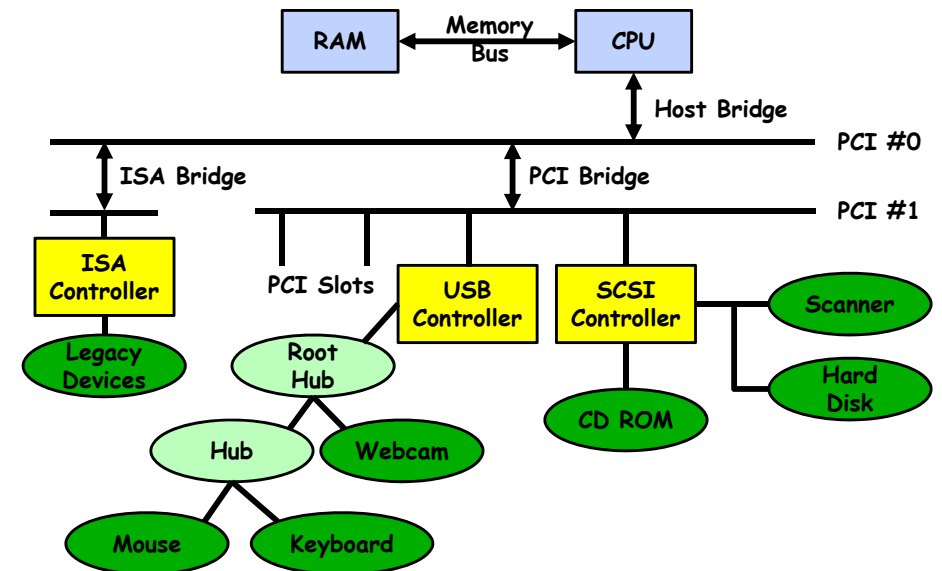 RAM
Memory
Bus
CPU
Host Bridge
PCI #0
ISA Bridge
PCI Bridge
PCI #1
ISA
Controller
PCI Slots
USB
Controller
SCSI
Controller
Scanner
Legacy
Devices
Root
Hub
Hard
Disk
CD ROM
Hub
Webcam
Mouse
Keyboard